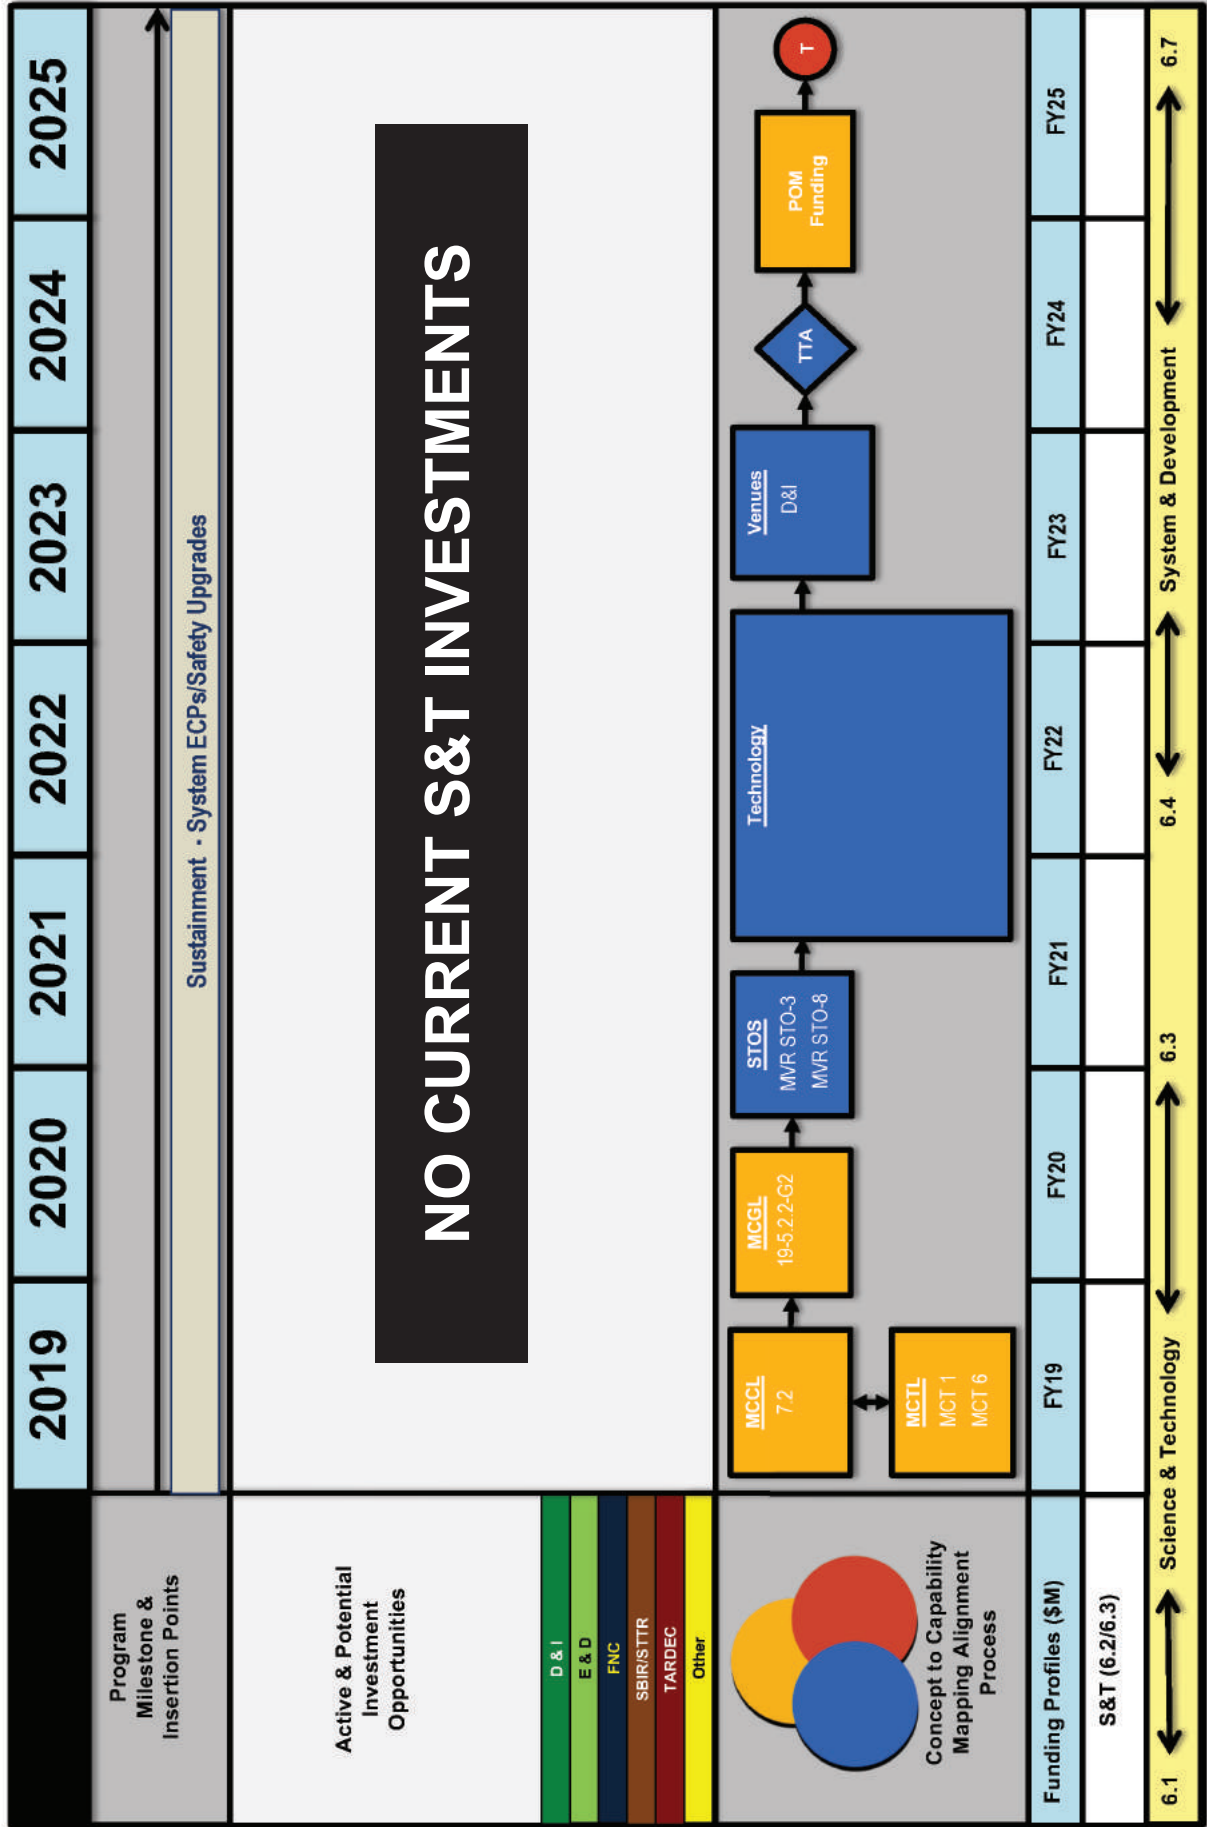 2019
2020
2021
2022
2023
2024
2025
Program
Milestone &
Insertion Points
Sustainment - System ECPs/Safety Upgrades
Active & Potential
Investment
Opportunities
NO CURRENT S&T INVESTMENTS
D & I
E & D
FNC
SBIR/STTR
TARDEC
Other
Concept to Capability
Mapping Alignment
Process
MCCL
7.2
MCTL
MCT 1
MCT 6
MCGL
19-5.2.2-G2
STOS
MVR STO-3
MVR STO-8
Technology
Venues
D&I
TTA
POM
Funding
T
Funding Profiles ($M)
FY19
FY20
FY21
FY22
FY23
FY24
FY25
S&T (6.2/6.3)
6.1
Science & Technology
6.3
6.4
System & Development
6.7